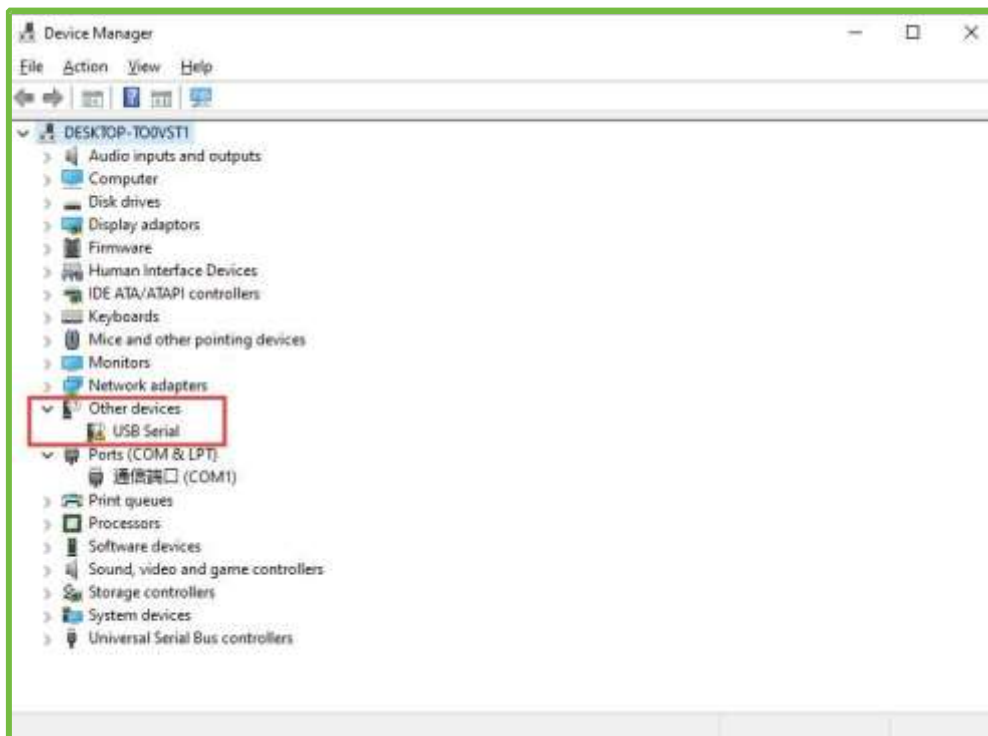 Device Manager
File Action View Help
DESKTOP-TO0VST1
Audio inputs and outputs
Computer
Disk drives
Display adaptors
Firmware
Human Interface Devices
IDE ATA/ATAPI controllers
Keyboards
Mice and other pointing devices
Monitors
Network adapters
Other devices
USB Serial
Ports (COM & LPT)
通信端口 (COM1)
Print queues
Processors
Software devices
Sound, video and game controllers
Storage controllers
System devices
Universal Serial Bus controllers